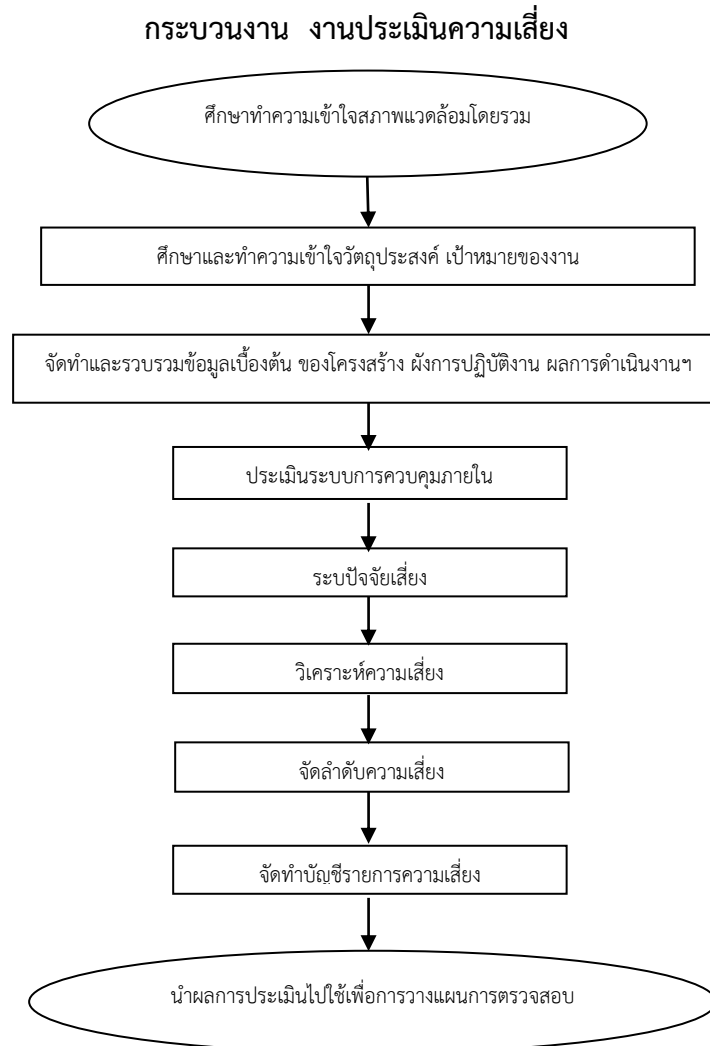 กระบวนงาน งานประเมินความเสี่ยง
ศึกษาทำความเข้าใจสภาพแวดล้อมโดยรวม
ศึกษาและทำความเข้าใจวัตถุประสงค์ เป้าหมายของงาน
จัดทำและรวบรวมข้อมูลเบื้องต้น ของโครงสร้าง ผังการปฏิบัติงาน ผลการดำเนินงานฯ
ประเมินระบบการควบคุมภายใน
ระบปัจจัยเสี่ยง
วิเคราะห์ความเสี่ยง
จัดลำดับความเสี่ยง
จัดทำบัญชีรายการความเสี่ยง
นำผลการประเมินไปใช้เพื่อการวางแผนการตรวจสอบ